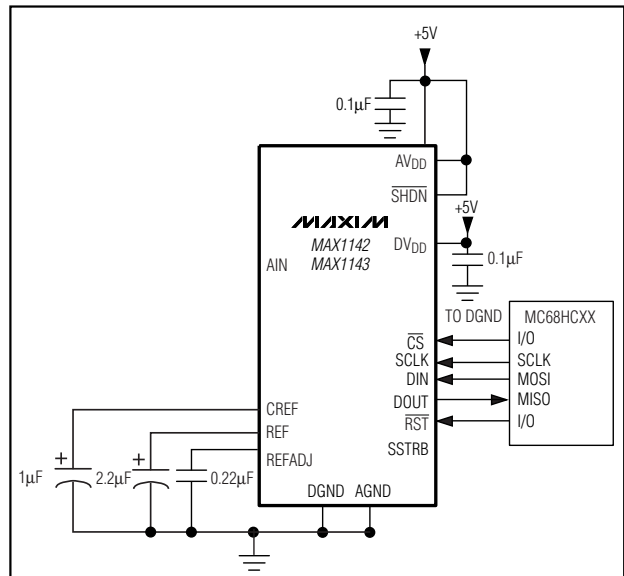 +5V
0.1µF
AVDD
SHDN
+5V
MAXIM
MAX1142
MAX1143
DVDD
AIN
0.1µF
TO DGND
MC68HCXX
CS
I/O
SCLK
SCLK
DIN
MOSI
DOUT
MISO
RST
I/O
SSTRB
CREF
REF
REFADJ
+
1µF
+
2.2µF
0.22µF
DGND
AGND